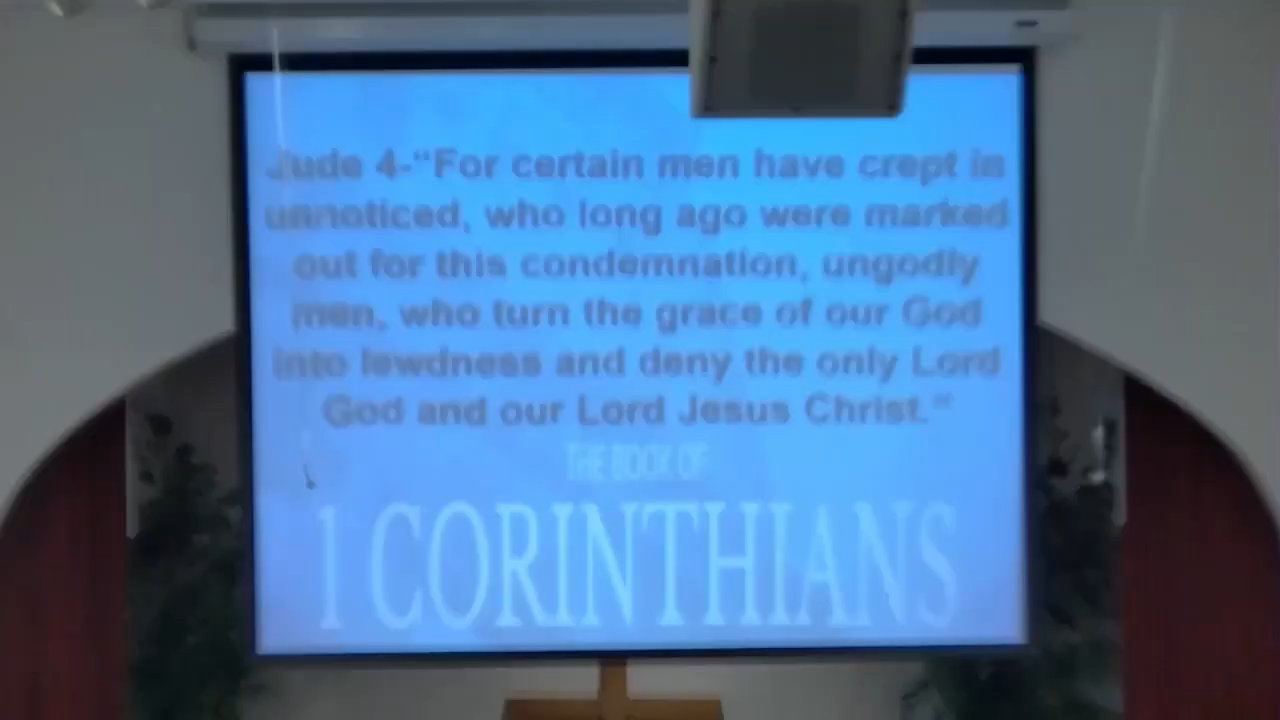 Jude 4-“For certain men have crept in
unnoticed, who long ago were marked
out for this condemnation, ungodly
men, who turn the grace of our God
into lewdness and deny the only Lord
God and our Lord Jesus Christ.”
THE BOOK OF
1 CORINTHIANS